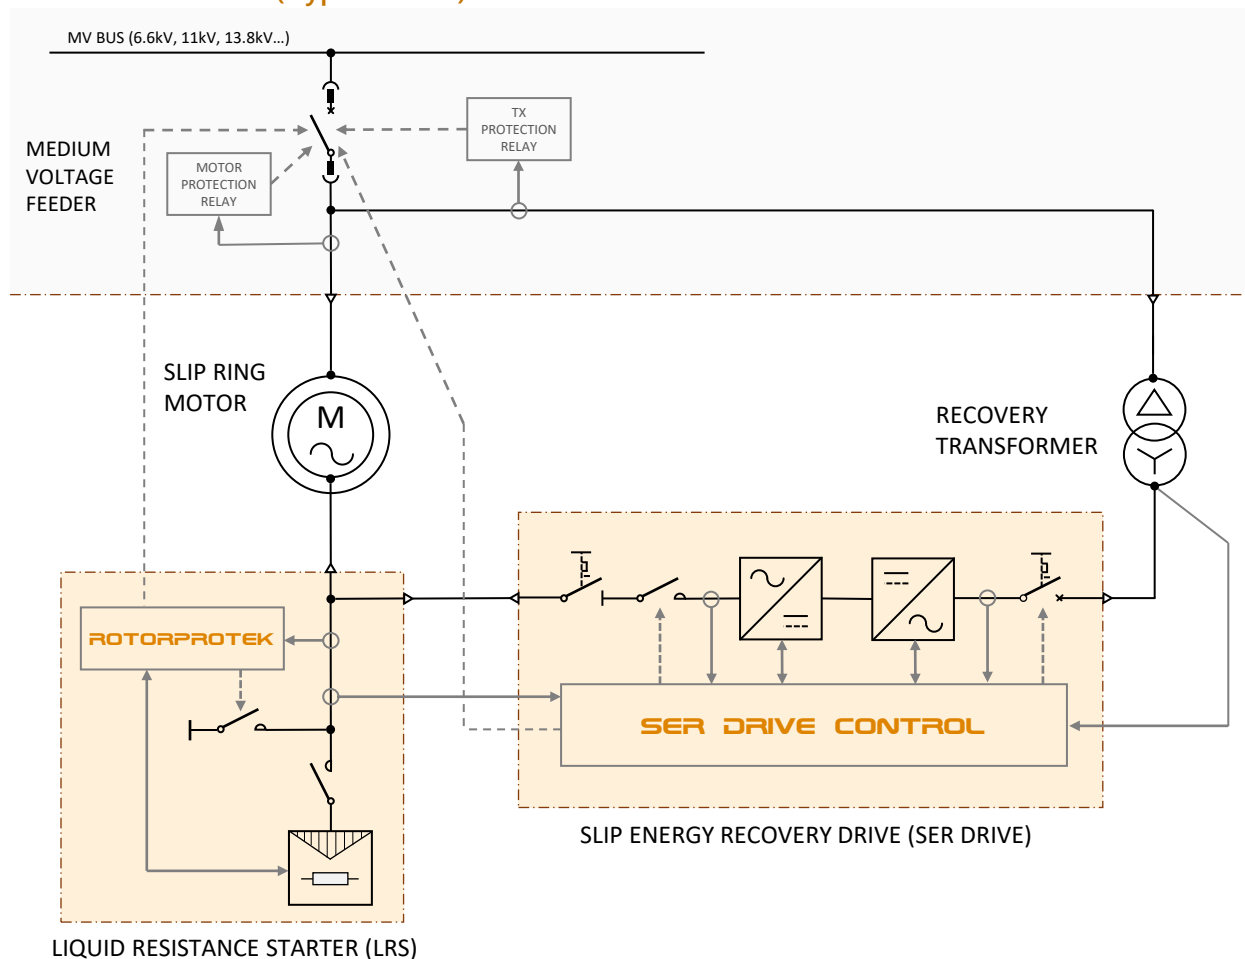 MV BUS (6.6kV, 11kV, 13.8kV...)
TX
PROTECTION
RELAY
MEDIUM
VOLTAGE
FEEDER
MOTOR
PROTECTION
RELAY
SLIP RING
MOTOR
M
RECOVERY
TRANSFORMER
ROTORPROTEK
SER DRIVE CONTROL
SLIP ENERGY RECOVERY DRIVE (SER DRIVE)
LIQUID RESISTANCE STARTER (LRS)